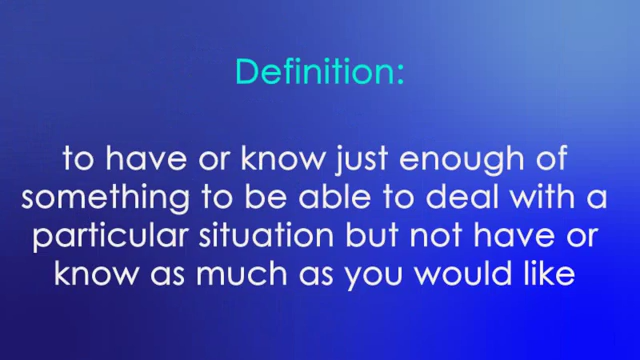 Definition:
to have or know just enough of
something to be able to deal with a
particular situation but not have or
know as much as you would like